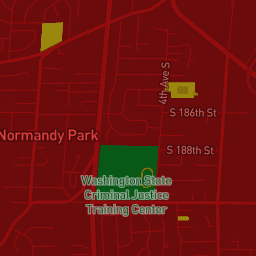 4th Ave S
S 186th St
Normandy Park
S 188th St
Washington State
Criminal Justice
Training Center